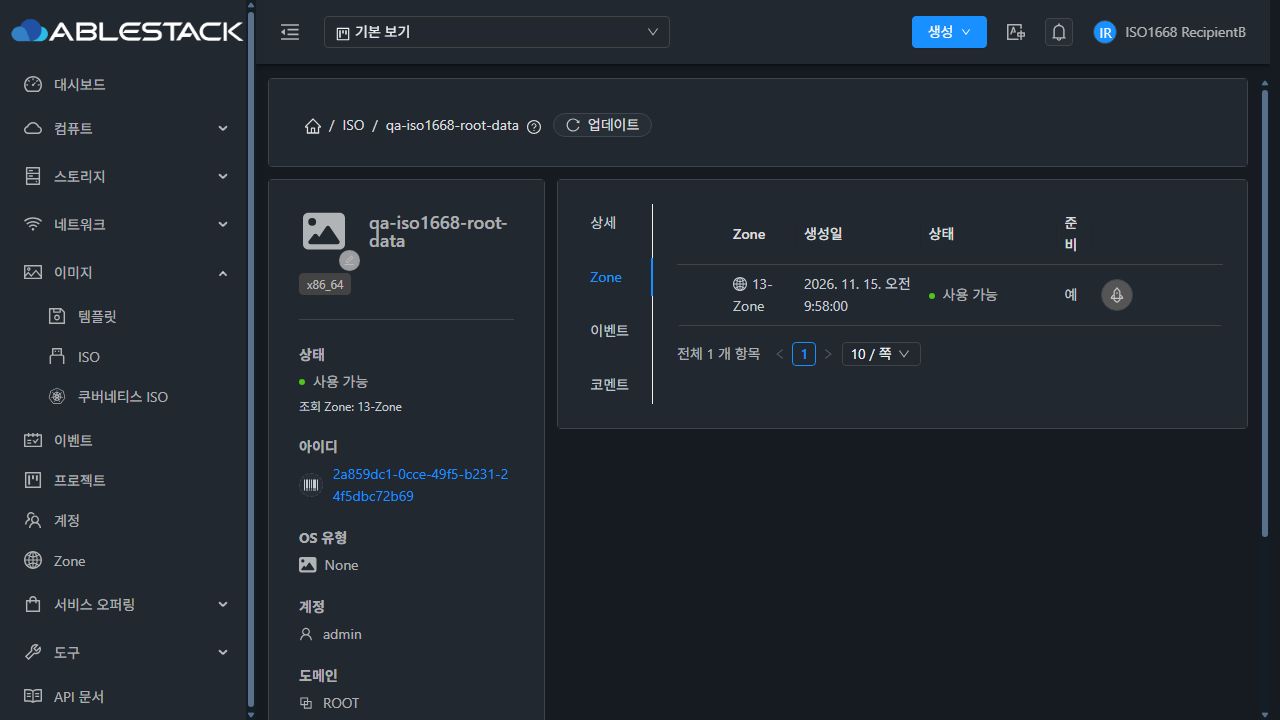 ABLESTACK
기본 보기
생성
IR
ISO1668 RecipientB
대시보드
컴퓨트
스토리지
네트워크
이미지
템플릿
ISO
쿠버네티스 ISO
이벤트
프로젝트
계정
Zone
서비스 오퍼링
도구
API 문서
/ ISO / qa-iso1668-root-data
업데이트
qa-iso1668-root-
data
x86_64
상태
사용 가능
조회 Zone: 13-Zone
아이디
2a859dc1-0cce-49f5-b231-2
4f5dbc72b69
OS 유형
None
계정
admin
도메인
ROOT
상세
Zone
이벤트
코멘트
Zone 생성일 상태 준
비
13- 2026. 11. 15. 오전 사용 가능 예
Zone 9:58:00
전체 1 개 항목 1 10 / 쪽